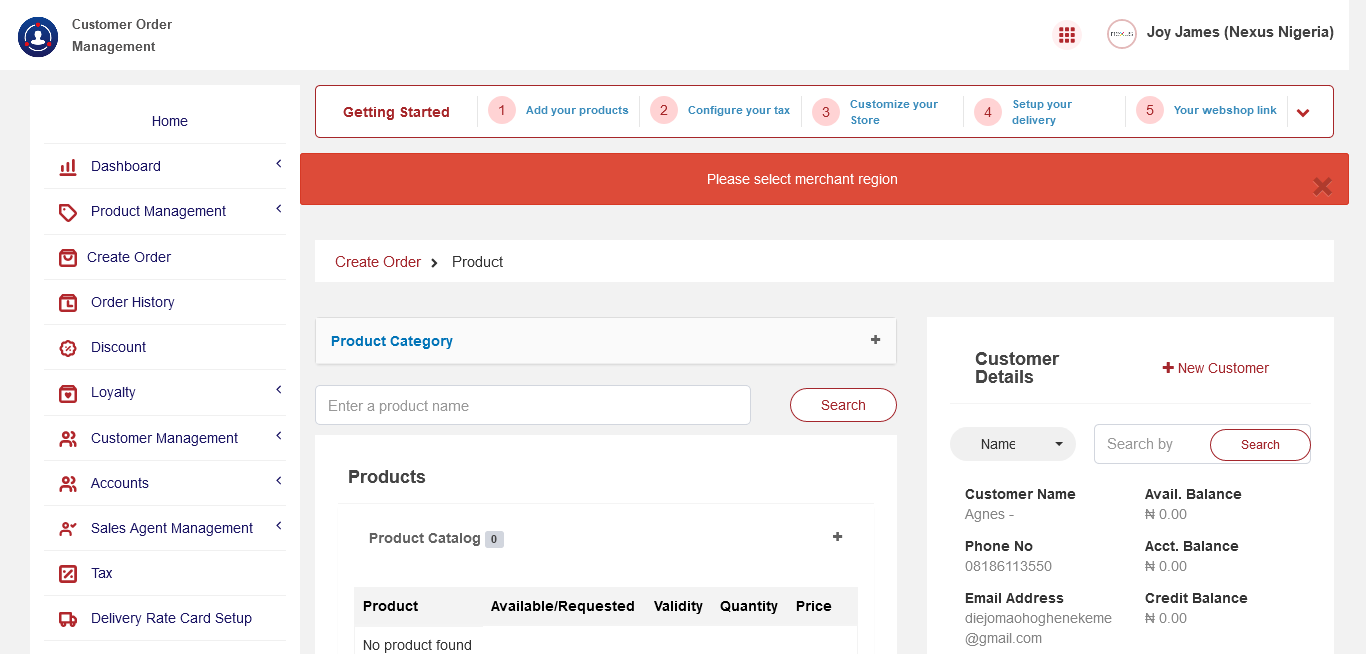 Customer Order
Management
nexus
Joy James (Nexus Nigeria)
Home
Dashboard
Product Management
Create Order
Order History
Discount
Loyalty
Customer Management
Accounts
Sales Agent Management
Tax
Delivery Rate Card Setup
Getting Started
1 Add your products
2 Configure your tax
3 Customize your
Store
4 Setup your
delivery
5 Your webshop link
Please select merchant region
Create Order > Product
Product Category
Enter a product name
Search
Products
Product Catalog 0
Product Available/Requested Validity Quantity Price
No product found
Customer
Details
New Customer
Name
Search by
Search
Customer Name
Agnes -
Avail. Balance
₦ 0.00
Phone No
08186113550
Acct. Balance
₦ 0.00
Email Address
diejomaohoghenekeme
@gmail.com
Credit Balance
₦ 0.00